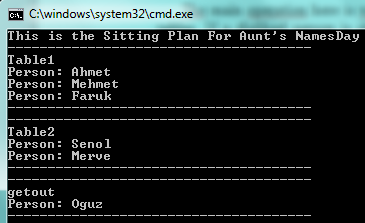 C:\windows\system32\cmd.exe
This is the Sitting Plan For Aunt's NamesDay
--------------------------------------
Table1
Person: Ahmet
Person: Mehmet
Person: Faruk
--------------------------------------
--------------------------------------
Table2
Person: Senol
Person: Merve
--------------------------------------
--------------------------------------
getout
Person: Oguz
--------------------------------------